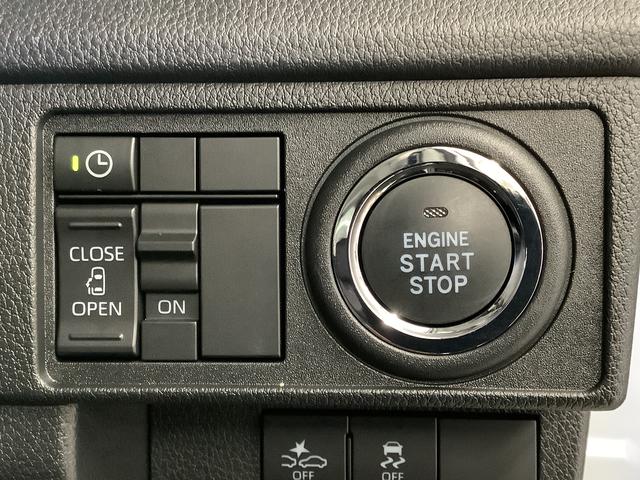 CLOSE
OPEN
ON
ENGINE
START
STOP
OFF
OFF